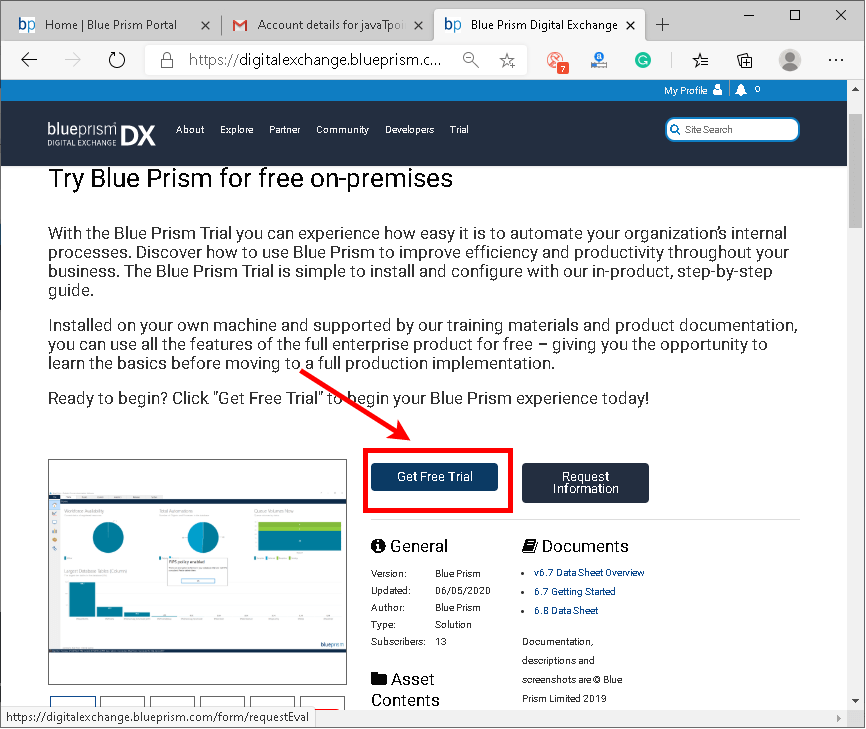 Home | Blue Prism Portal
Account details for javaTpoi
Blue Prism Digital Exchange
https://digitalexchange.blueprism.c...
7
My Profile
0
blueprism DX
DIGITAL EXCHANGE
About Explore Partner Community Developers Trial
Site Search
Try Blue Prism for free on-premises
With the Blue Prism Trial you can experience how easy it is to automate your organization's internal
processes. Discover how to use Blue Prism to improve efficiency and productivity throughout your
business. The Blue Prism Trial is simple to install and configure with our in-product, step-by-step
guide.
Installed on your own machine and supported by our training materials and product documentation,
you can use all the features of the full enterprise product for free – giving you the opportunity to
learn the basics before moving to a full production implementation.
Ready to begin? Click "Get Free Trial" to begin your Blue Prism experience today!
Get Free Trial
Request
Information
General
Version: Blue Prism
Updated: 06/05/2020
Author: Blue Prism
Type: Solution
Subscribers: 13
Asset
Contents
Documents
v6.7 Data Sheet Overview
6.7 Getting Started
6.8 Data Sheet
Documentation,
descriptions and
screenshots are © Blue
Prism Limited 2019
blueprism
https://digitalexchange.blueprism.com/form/requestEval